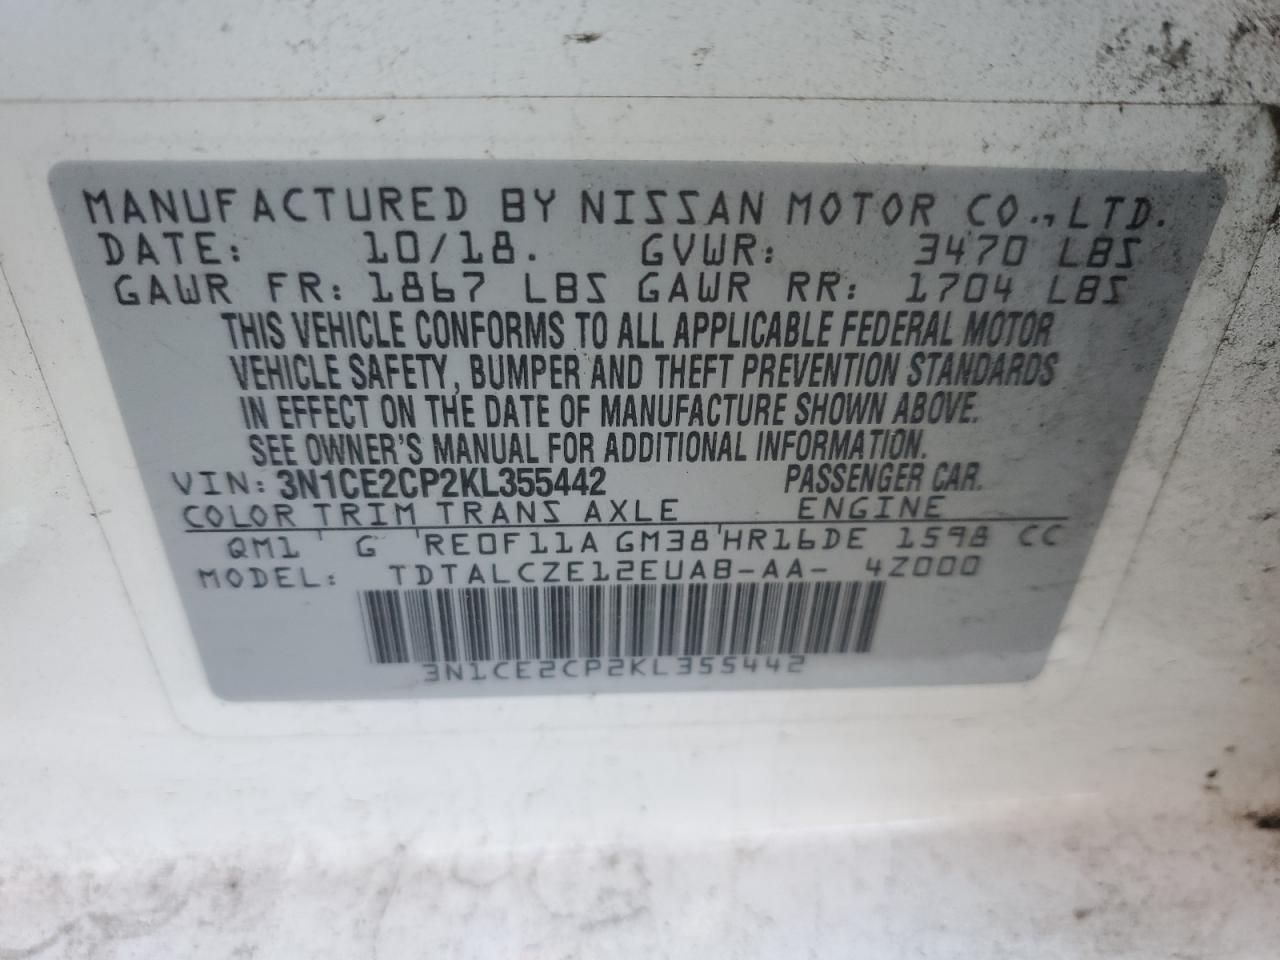 MANUFACTURED BY NISSAN MOTOR CO., LTD.
DATE: 10/18. GVWR: 3470 LBS
GAWR FR: 1867 LBS GAWR RR: 1704 LBS
THIS VEHICLE CONFORMS TO ALL APPLICABLE FEDERAL MOTOR
VEHICLE SAFETY, BUMPER AND THEFT PREVENTION STANDARDS
IN EFFECT ON THE DATE OF MANUFACTURE SHOWN ABOVE.
SEE OWNER'S MANUAL FOR ADDITIONAL INFORMATION.
VIN: 3N1CE2CP2KL355442 PASSENGER CAR.
COLOR TRIM TRANS AXLE ENGINE
QM1 ' G 'RE0F11A GM38'HR16DE 1598 CC
MODEL: TDTALCZE12EUAB-AA- 4Z000
3N1CE2CP2KL355442